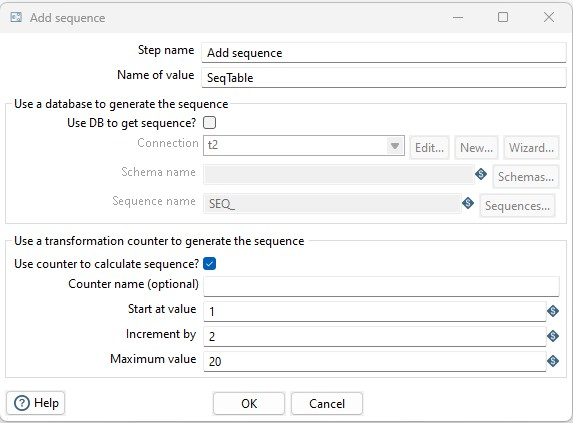 Add sequence
Step name Add sequence
Name of value SeqTable
Use a database to generate the sequence
Use DB to get sequence?
Connection t2 Edit... New... Wizard...
Schema name Schemas...
Sequence name SEQ_ Sequences...
Use a transformation counter to generate the sequence
Use counter to calculate sequence?
Counter name (optional)
Start at value 1
Increment by 2
Maximum value 20
Help OK Cancel